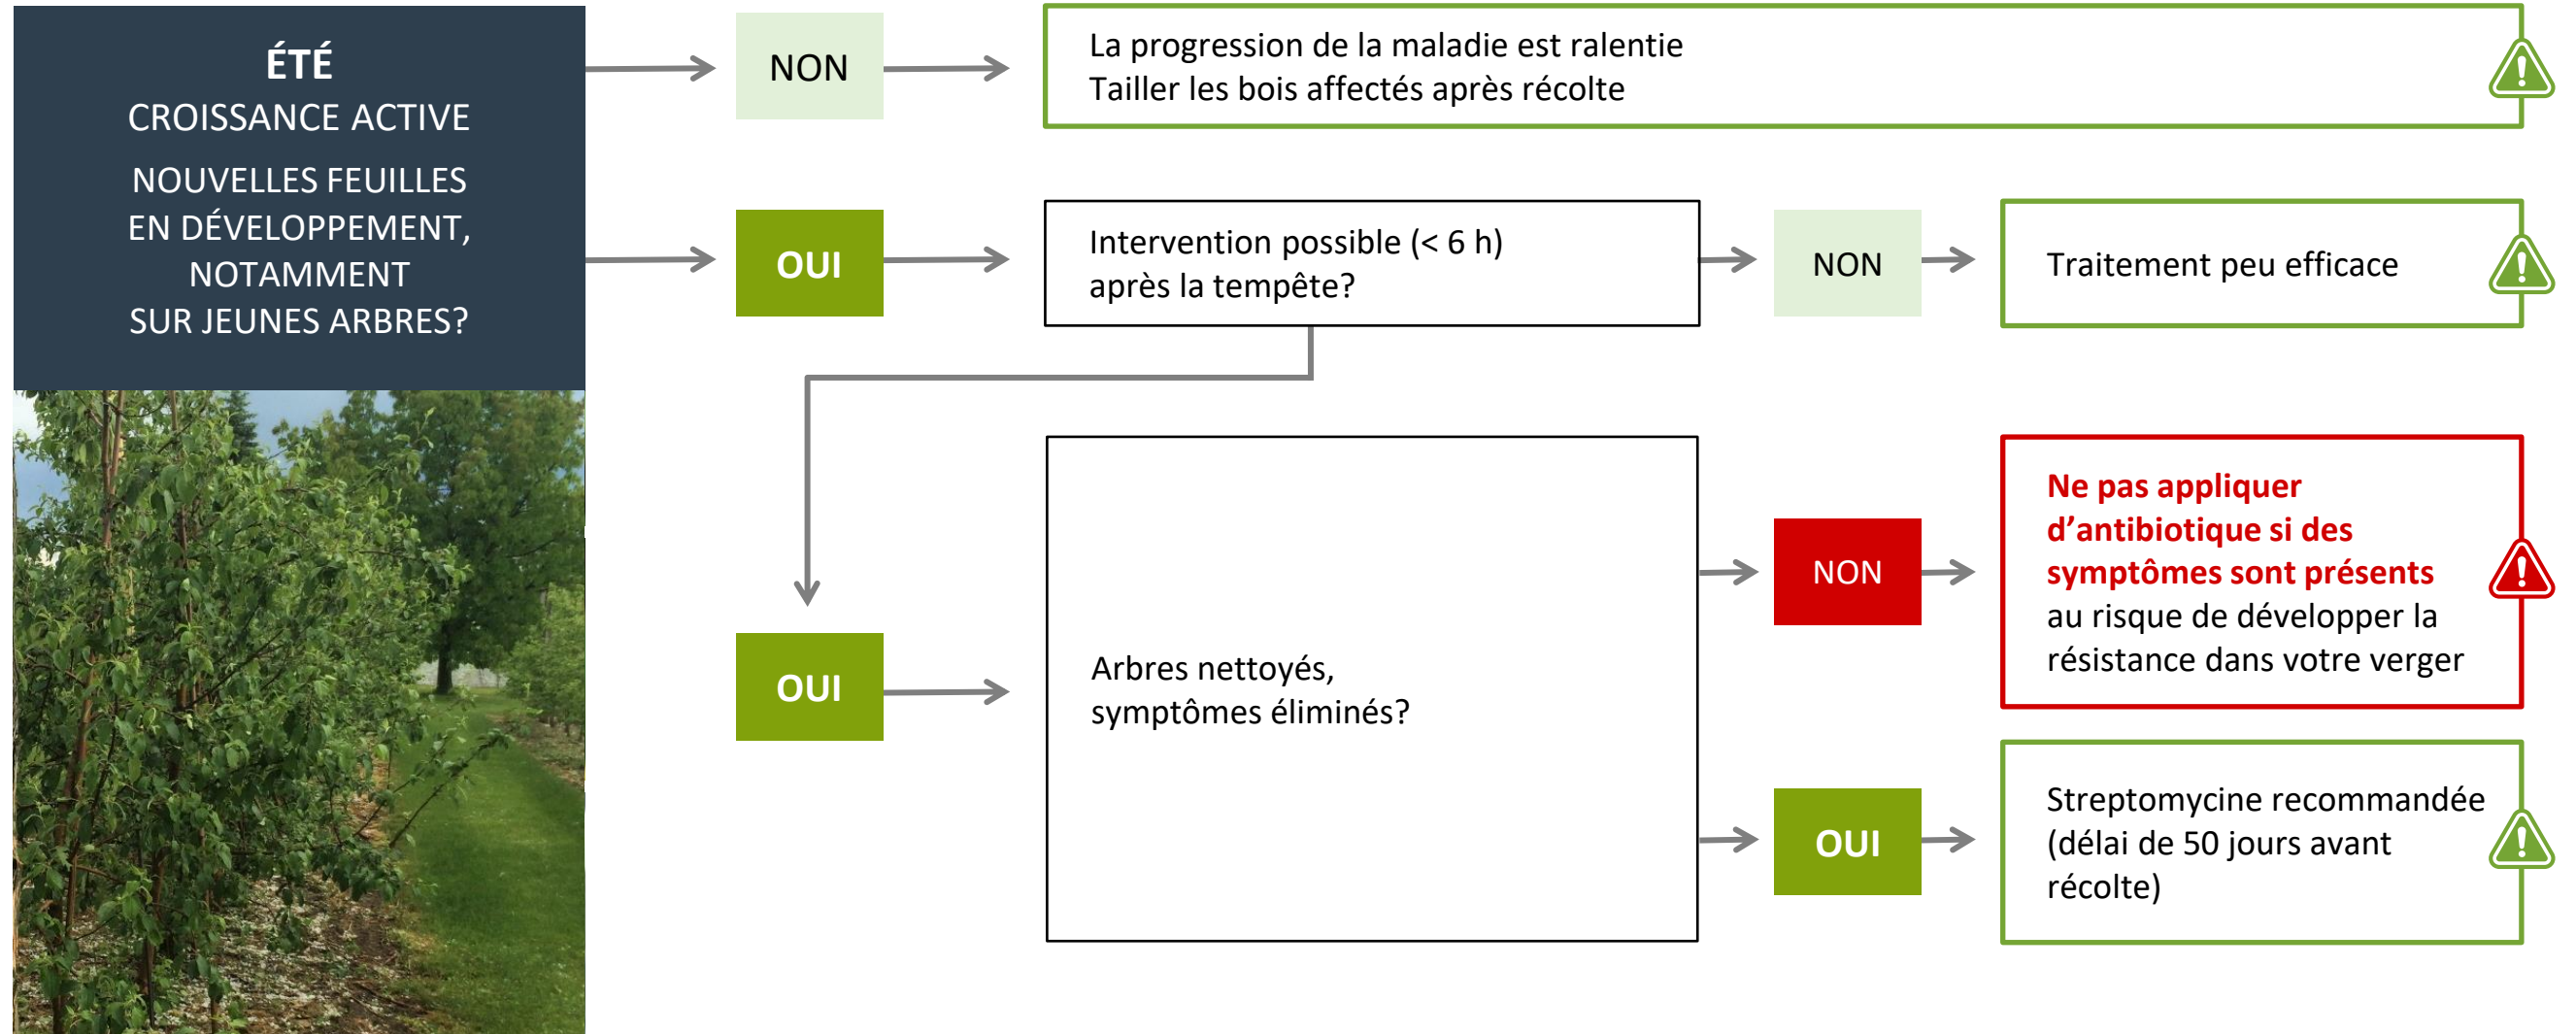 ÉTÉ
CROISSANCE ACTIVE
NOUVELLES FEUILLES
EN DÉVELOPPEMENT,
NOTAMMENT
SUR JEUNES ARBRES?
NON
La progression de la maladie est ralentie
Tailler les bois affectés après récolte
OUI
Intervention possible (< 6 h)
après la tempête?
NON
Traitement peu efficace
OUI
Arbres nettoyés,
symptômes éliminés?
NON
Ne pas appliquer
d’antibiotique si des
symptômes sont présents
au risque de développer la
résistance dans votre verger
OUI
Streptomycine recommandée
(délai de 50 jours avant
récolte)